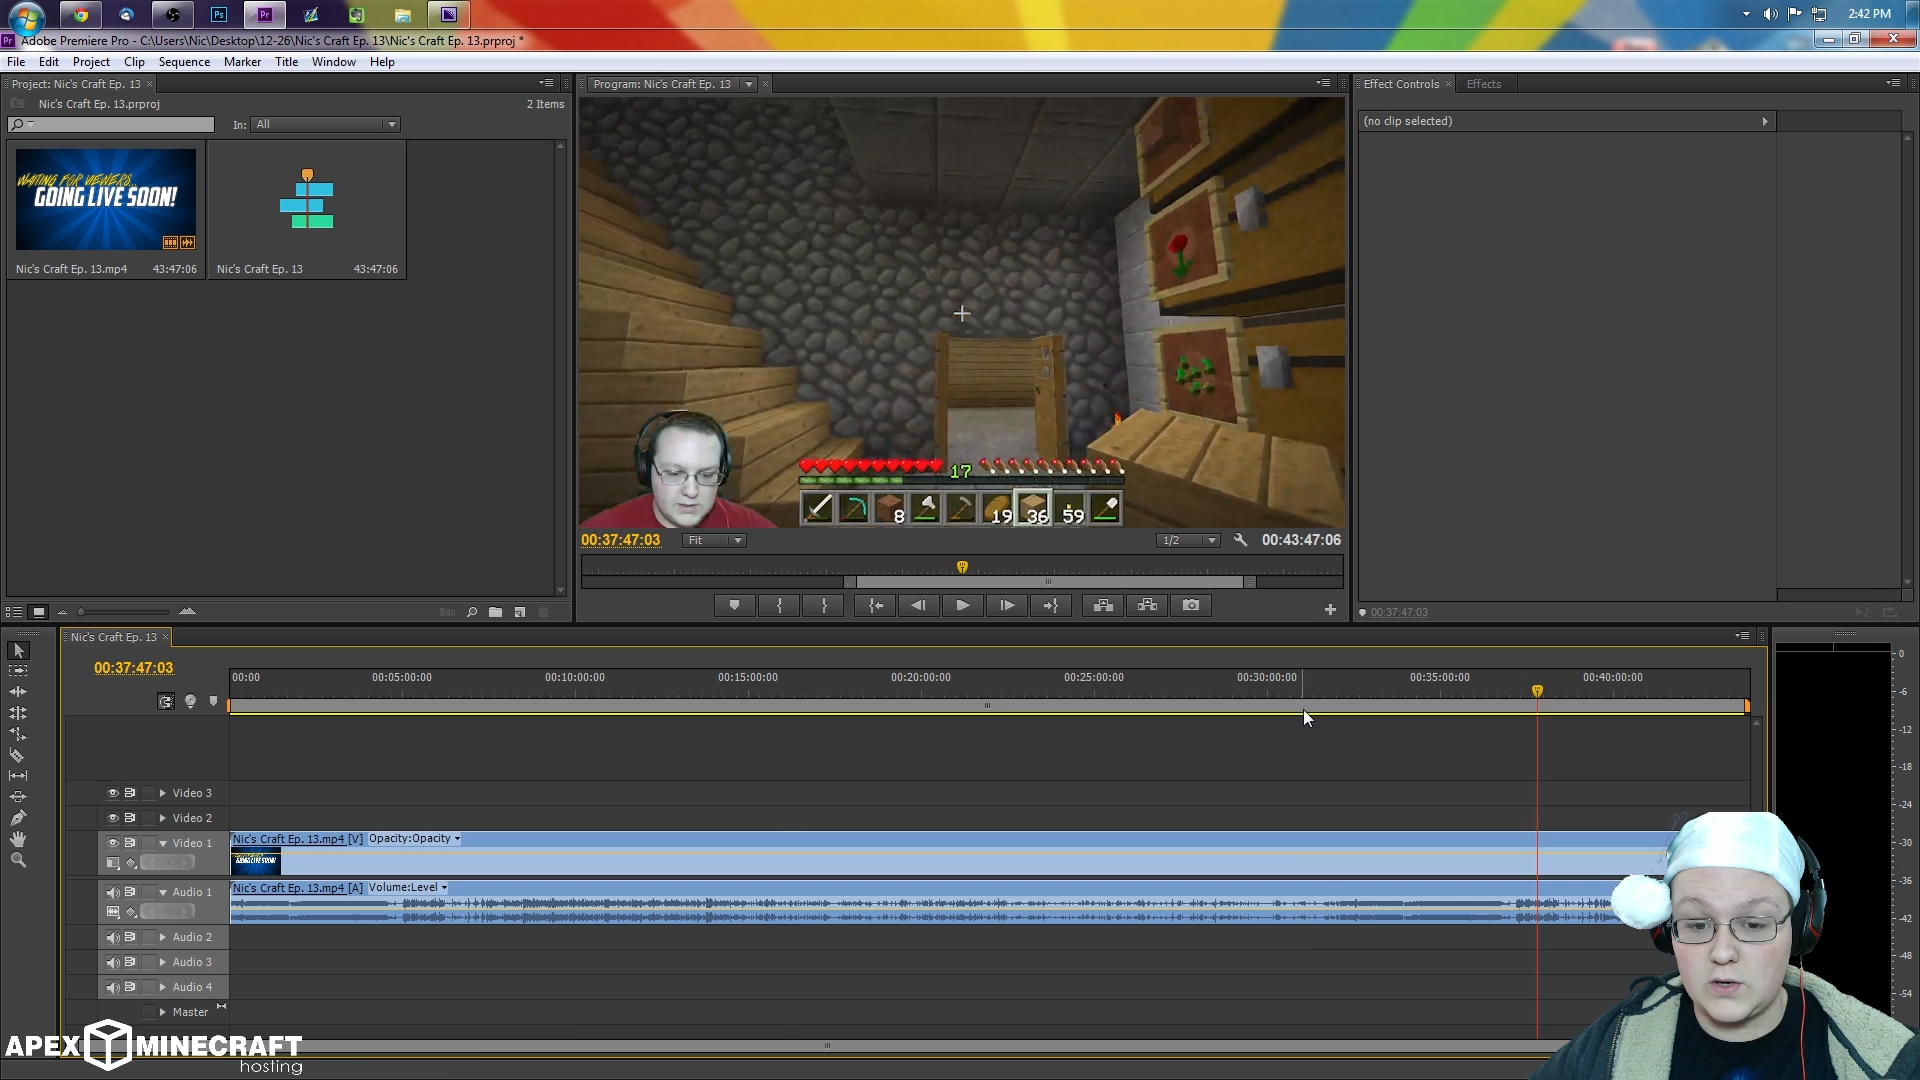 2:42 PM
Adobe Premiere Pro - C:\Users\Nic\Desktop\12-26\Nic's Craft Ep. 13\Nic's Craft Ep. 13.prproj *
File Edit Project Clip Sequence Marker Title Window Help
Project: Nic's Craft Ep. 13
Nic's Craft Ep. 13.prproj
2 Items
In: All
WAITING FOR VIEWERS...
GOING LIVE SOON!
Nic's Craft Ep. 13.mp4 43:47:06
Nic's Craft Ep. 13 43:47:06
Program: Nic's Craft Ep. 13
17
8 19 36 59
00:37:47:03 Fit 1/2 00:43:47:06
Effect Controls Effects
(no clip selected)
00:37:47:03
Nic's Craft Ep. 13
00:37:47:03
00:00 00:05:00:00 00:10:00:00 00:15:00:00 00:20:00:00 00:25:00:00 00:30:00:00 00:35:00:00 00:40:00:00
Video 3
Video 2
Video 1
Nic's Craft Ep. 13.mp4 [V] Opacity:Opacity
GOING LIVE SOON!
Audio 1
Nic's Craft Ep. 13.mp4 [A] Volume:Level
Audio 2
Audio 3
Audio 4
Master
0
-6
-12
-18
-24
-30
-36
-42
-48
-54
APEX MINECRAFT
hosting